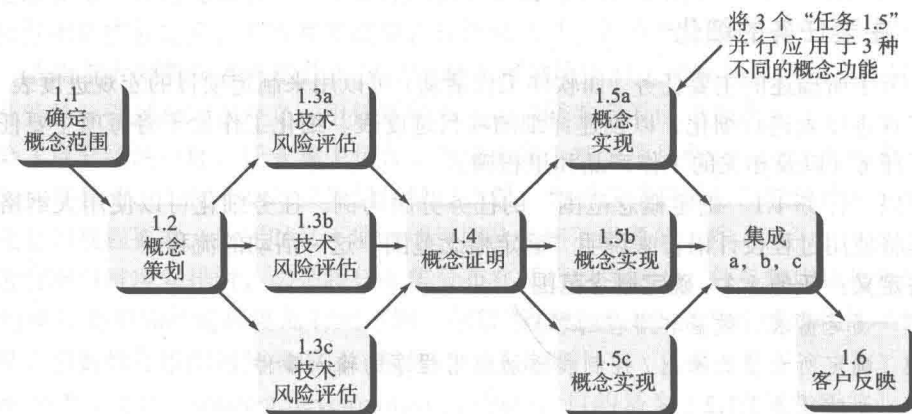 将3个“任务1.5”
并行应用于3种
不同的概念功能
1.1
确定
概念范围
1.2
概念
策划
1.3a
技术
风险评估
1.3b
技术
风险评估
1.3c
技术
风险评估
1.4
概念证明
1.5a
概念
实现
1.5b
概念实现
1.5c
概念实现
集成
a、b、c
1.6
客户反映